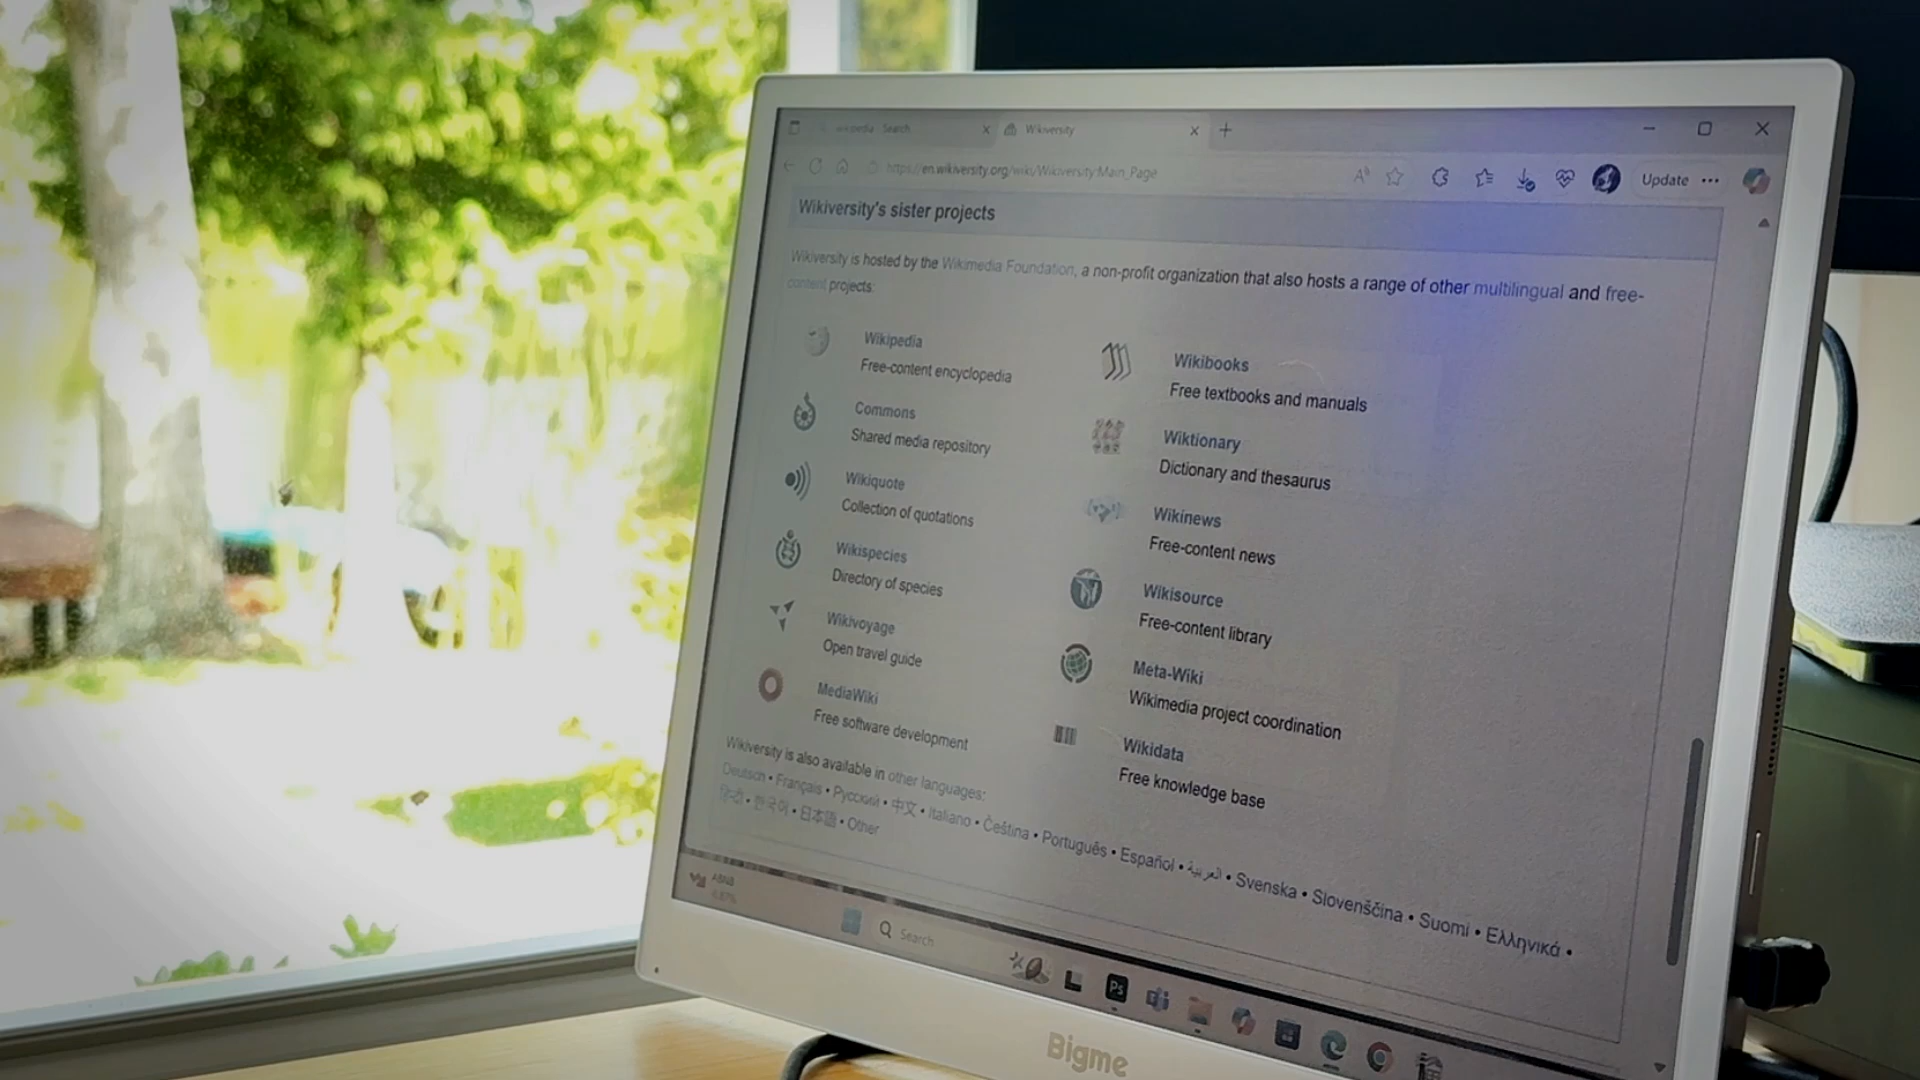 wikipedia - Search
Wikiversity
https://en.wikiversity.org/wiki/Wikiversity:Main_Page
Update
Wikiversity's sister projects
Wikiversity is hosted by the Wikimedia Foundation, a non-profit organization that also hosts a range of other multilingual and free-
content projects:
Wikipedia
Free-content encyclopedia
Commons
Shared media repository
Wikiquote
Collection of quotations
Wikispecies
Directory of species
Wikivoyage
Open travel guide
MediaWiki
Free software development
Wikibooks
Free textbooks and manuals
Wiktionary
Dictionary and thesaurus
Wikinews
Free-content news
Wikisource
Free-content library
Meta-Wiki
Wikimedia project coordination
Wikidata
Free knowledge base
Wikiversity is also available in other languages:
Deutsch • Français • Русский • 中文 • Italiano • Čeština • Português • Español • العربية • Svenska • Slovenščina • Suomi • Ελληνικά •
हिन्दी • 한국어 • 日本語 • Other
Search
Ps
Bigme